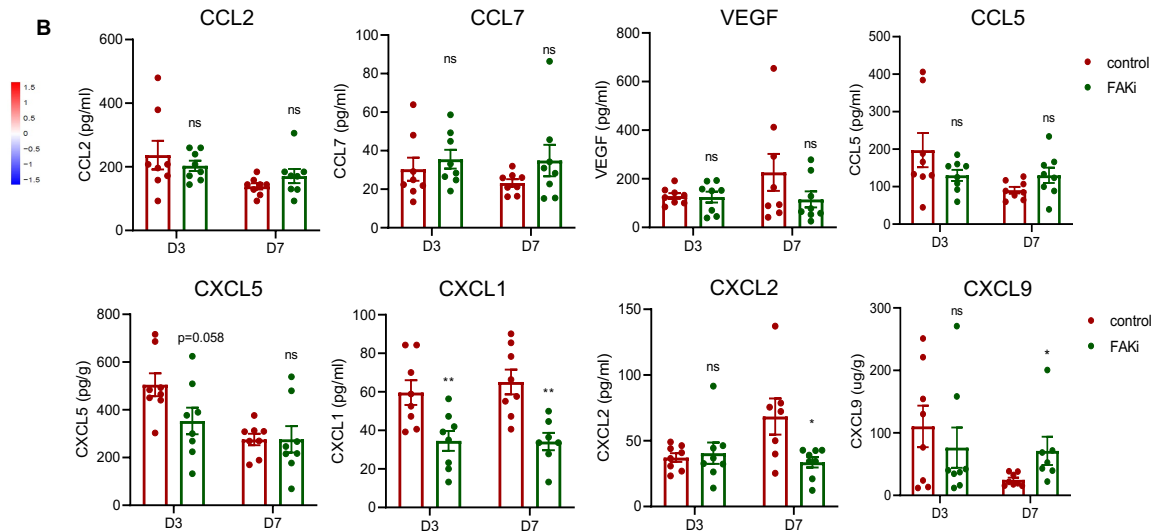 B
1.5
1
0.5
0
−0.5
−1
−1.5
CCL2
CCL2 (pg/ml)
600
400
200
0
ns
ns
D3
D7
CCL7
CCL7 (pg/ml)
100
80
60
40
20
0
ns
ns
D3
D7
VEGF
VEGF (pg/ml)
800
600
400
200
0
ns
ns
D3
D7
CCL5
CCL5 (pg/ml)
500
400
300
200
100
0
ns
ns
D3
D7
control
FAKi
CXCL5
CXCL5 (pg/g)
800
600
400
200
0
p=0.058
ns
D3
D7
CXCL1
CXCL1 (pg/ml)
100
80
60
40
20
0
**
**
D3
D7
CXCL2
CXCL2 (pg/ml)
150
100
50
0
ns
*
D3
D7
CXCL9
CXCL9 (ug/g)
300
200
100
0
ns
*
D3
D7
control
FAKi